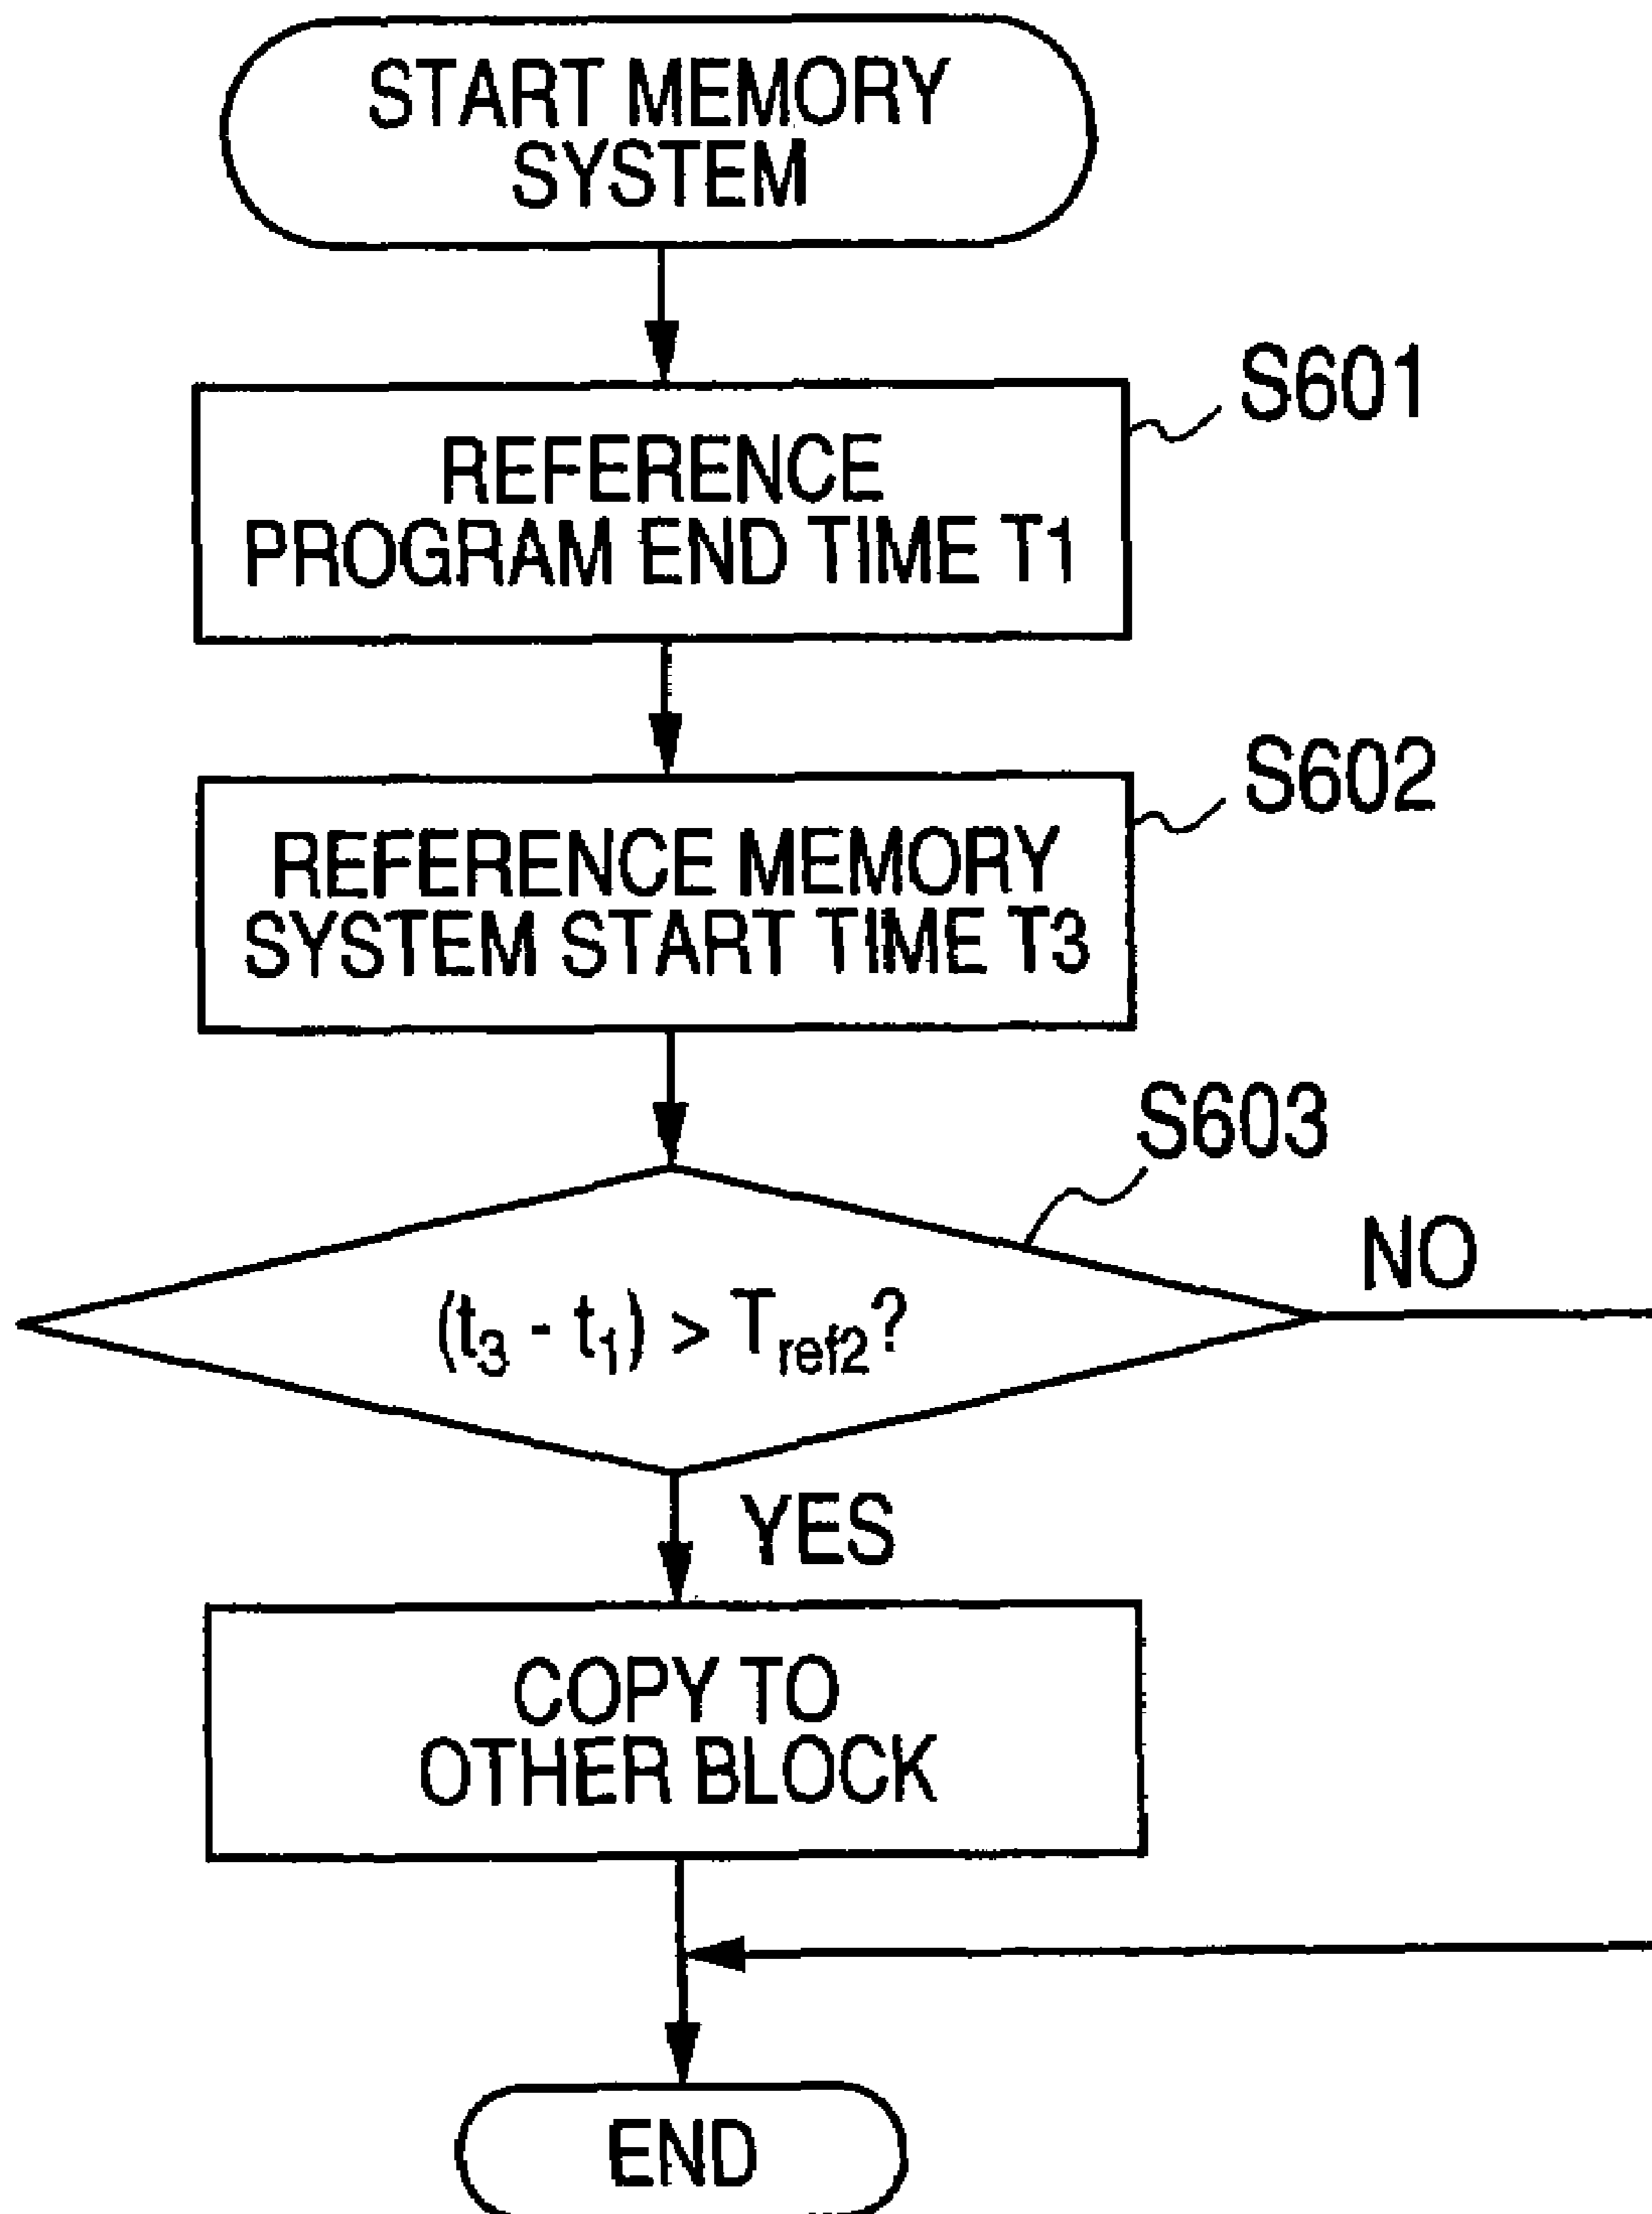 START MEMORY
SYSTEM
S601
REFERENCE
PROGRAM END TIME T1
S602
REFERENCE MEMORY
SYSTEM START TIME T3
S603
NO
(t3 - t1) > Tref2?
YES
COPY TO
OTHER BLOCK
END